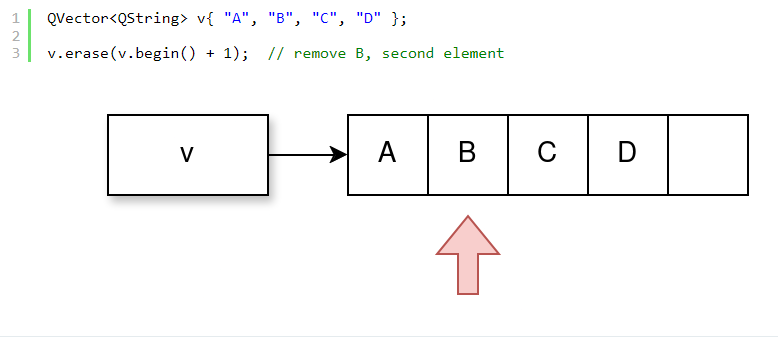 1 QVector<QString> v{ "A", "B", "C", "D" };
2
3 v.erase(v.begin() + 1);  // remove B, second element
v A B C D